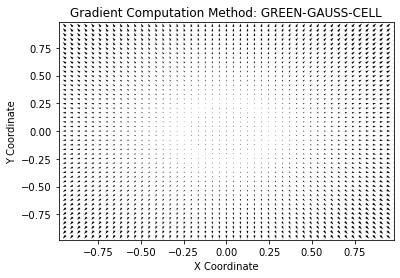 Gradient Computation Method: GREEN-GAUSS-CELL
0.75
0.50
0.25
0.00
−0.25
−0.50
−0.75
Y Coordinate
−0.75 −0.50 −0.25 0.00 0.25 0.50 0.75
X Coordinate